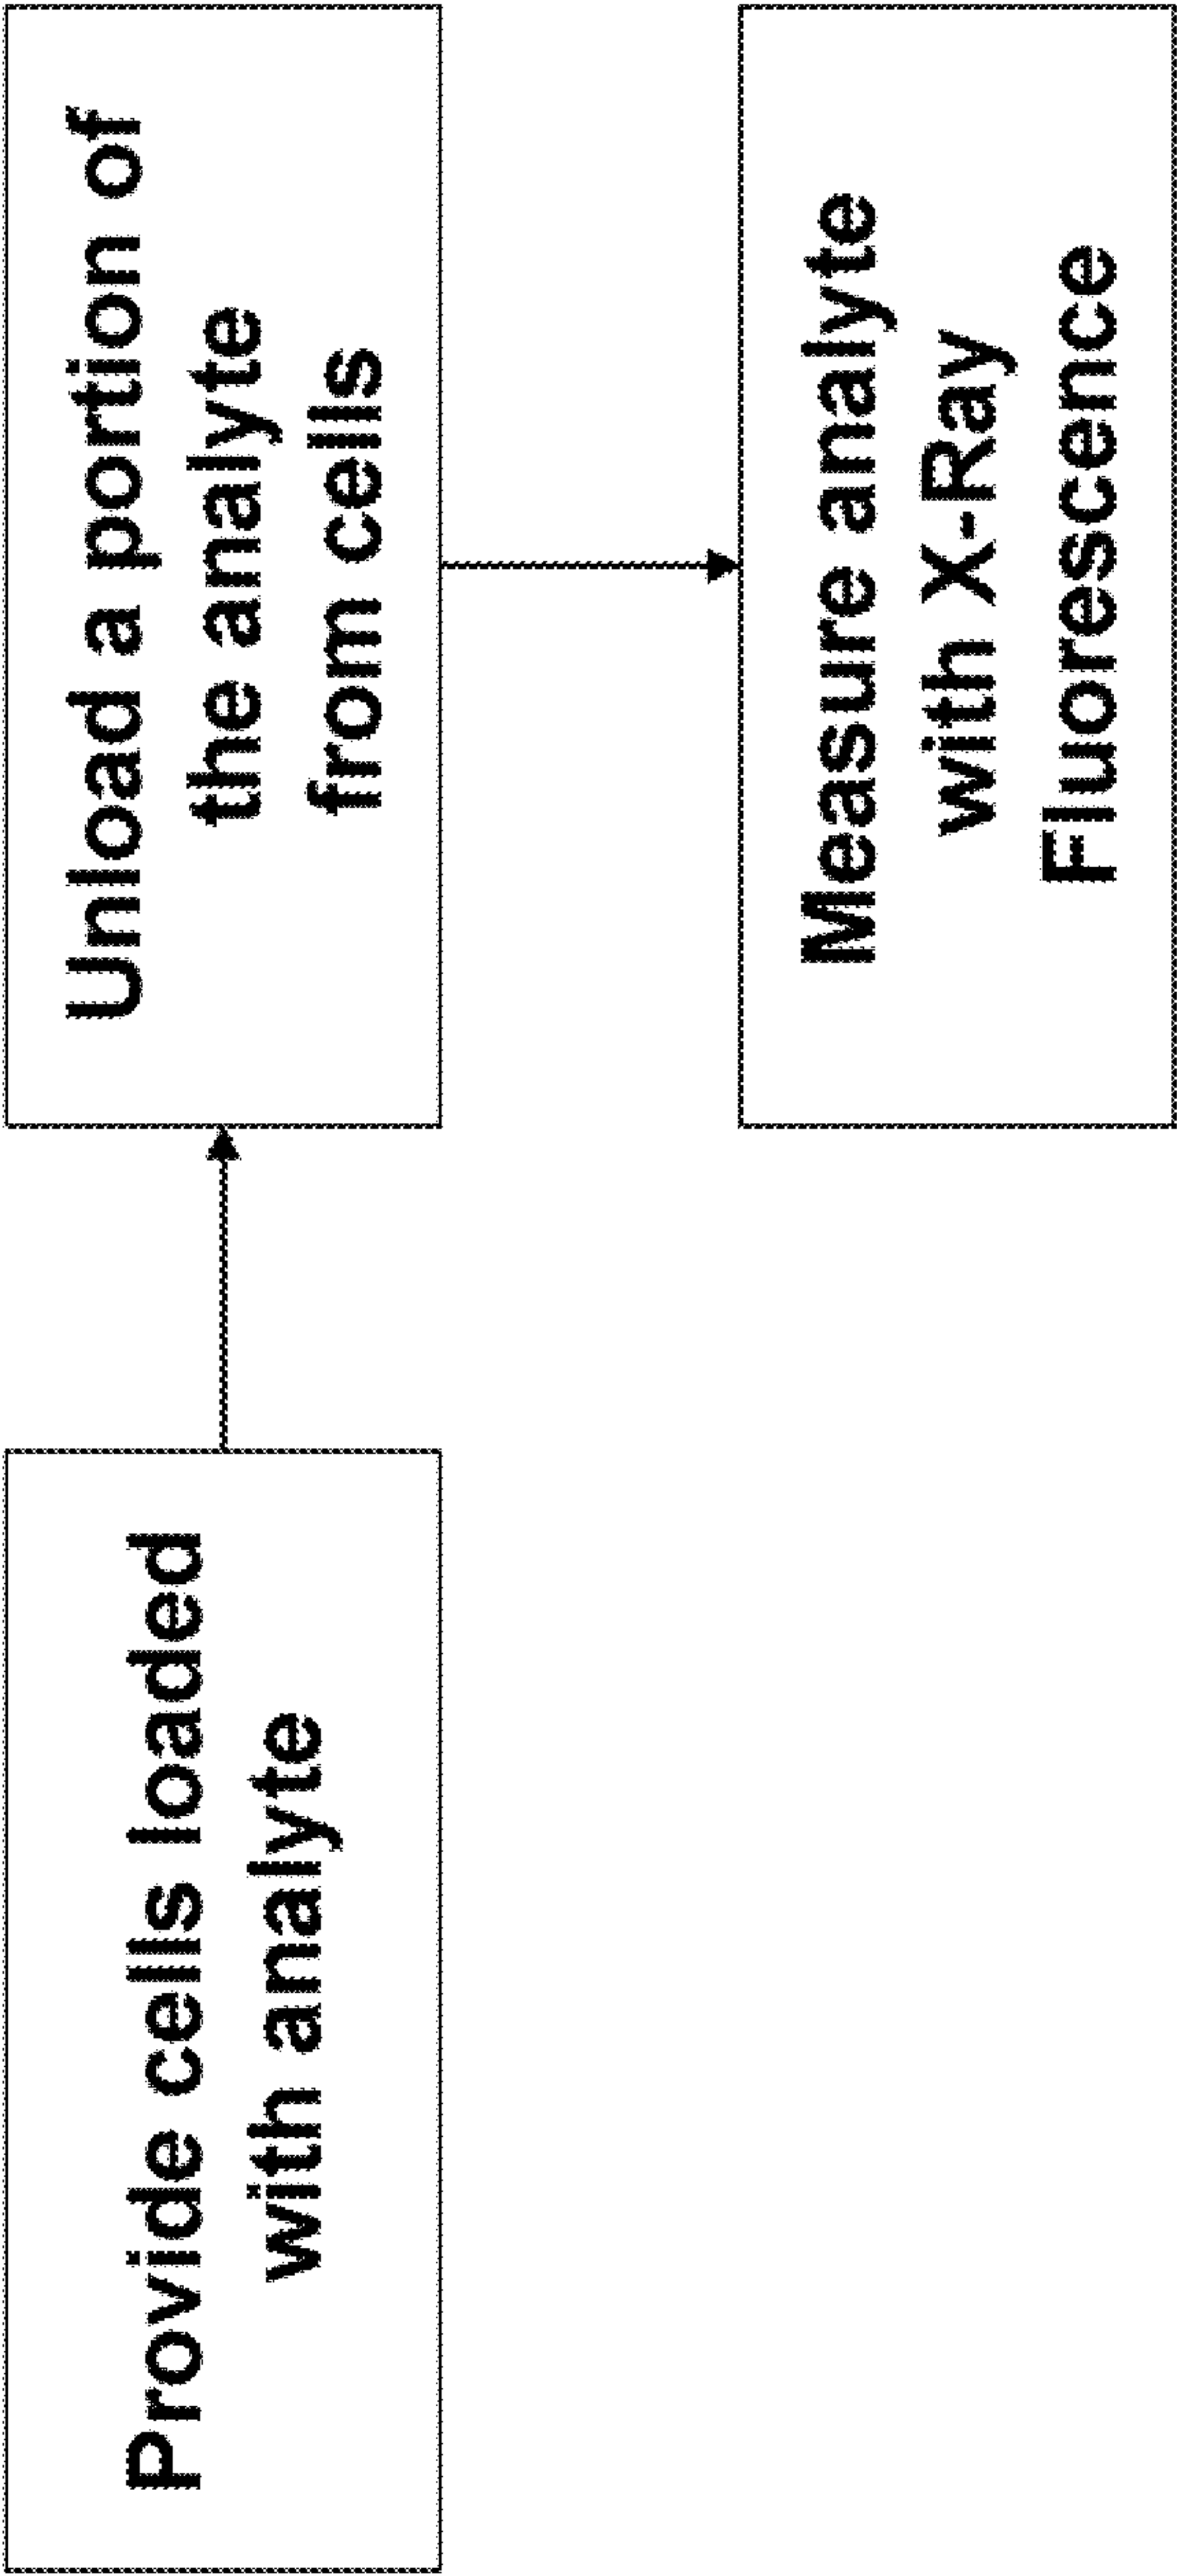 Provide cells loaded
with analyte
Unload a portion of
the analyte
from cells
Measure analyte
with X-Ray
Fluorescence